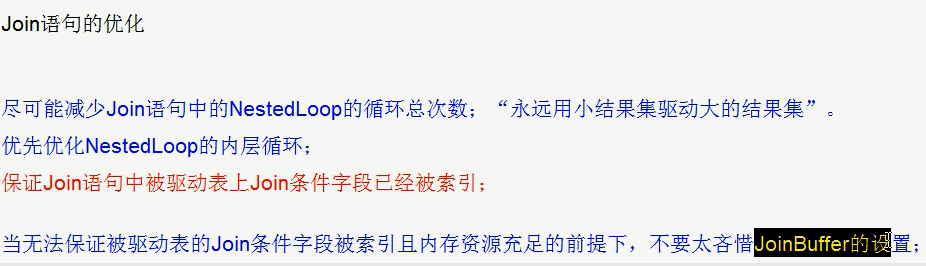 Join语句的优化
尽可能减少Join语句中的NestedLoop的循环总次数；“永远用小结果集驱动大的结果集”。
优先优化NestedLoop的内层循环；
保证Join语句中被驱动表上Join条件字段已经被索引；
当无法保证被驱动表的Join条件字段被索引且内存资源充足的前提下，不要太吝惜JoinBuffer的设置；